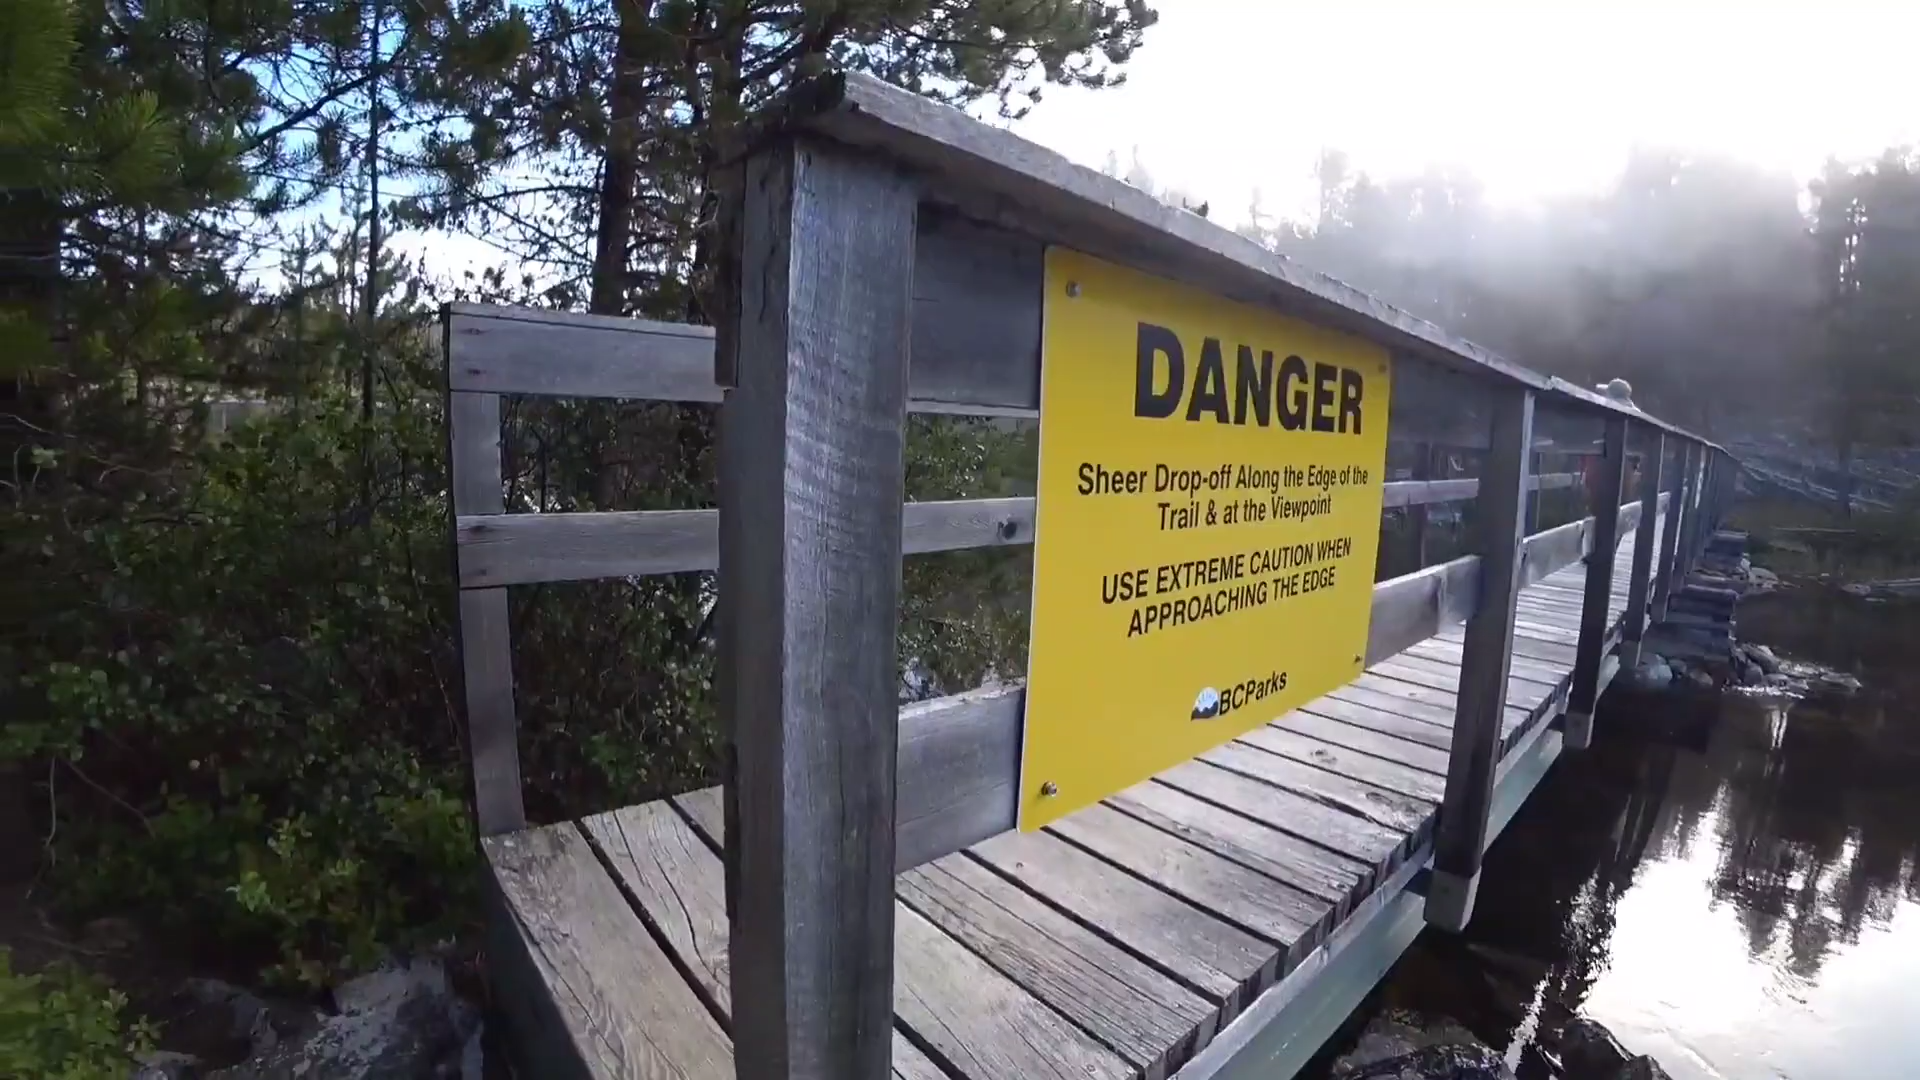 DANGER
Sheer Drop-off Along the Edge of the
Trail & at the Viewpoint
USE EXTREME CAUTION WHEN
APPROACHING THE EDGE
BCParks